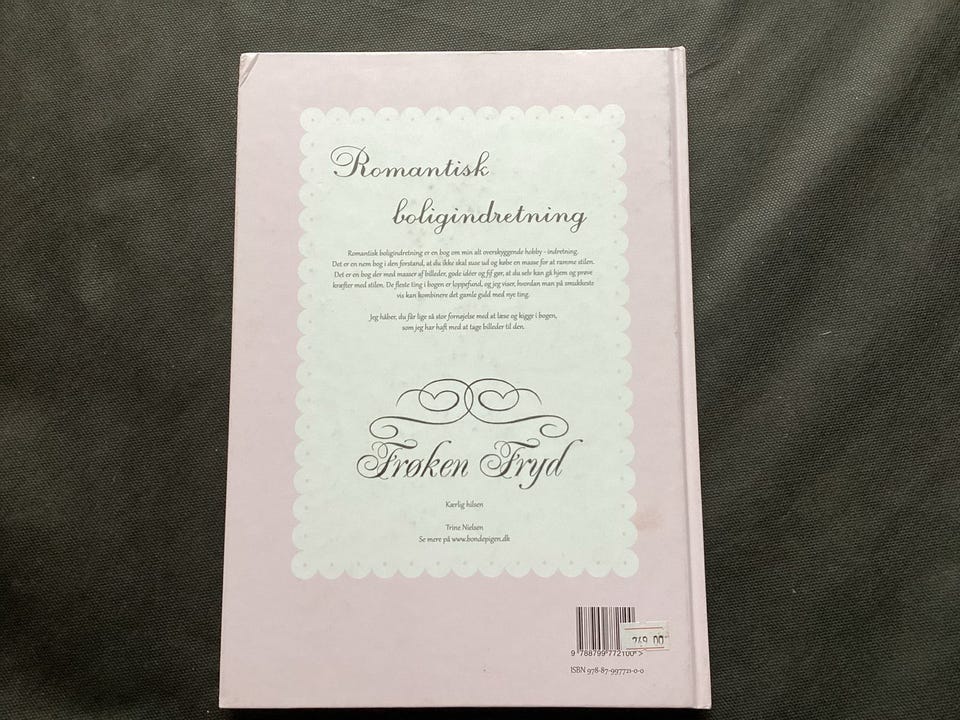 Romantisk
boligindretning
Romantisk boligindretning er en bog om min alt overskyggende hobby - indretning.
Det er en nem bog i den forstand, at du ikke skal suse ud og købe en masse for at ramme stilen.
Det er en bog der med masser af billeder, gode idéer og fif gør, at du selv kan gå hjem og prøve
kræfter med stilen. De fleste ting i bogen er loppefund, og jeg viser, hvordan man på smukkeste
vis kan kombinere det gamle guld med nye ting.
Jeg håber, du får lige så stor fornøjelse med at læse og kigge i bogen,
som jeg har haft med at tage billeder til den.
Frøken Fryd
Kærlig hilsen
Trine Nielsen
Se mere på www.bondepigen.dk
249 00
9 788799 772100 >
ISBN 978-87-997721-0-0